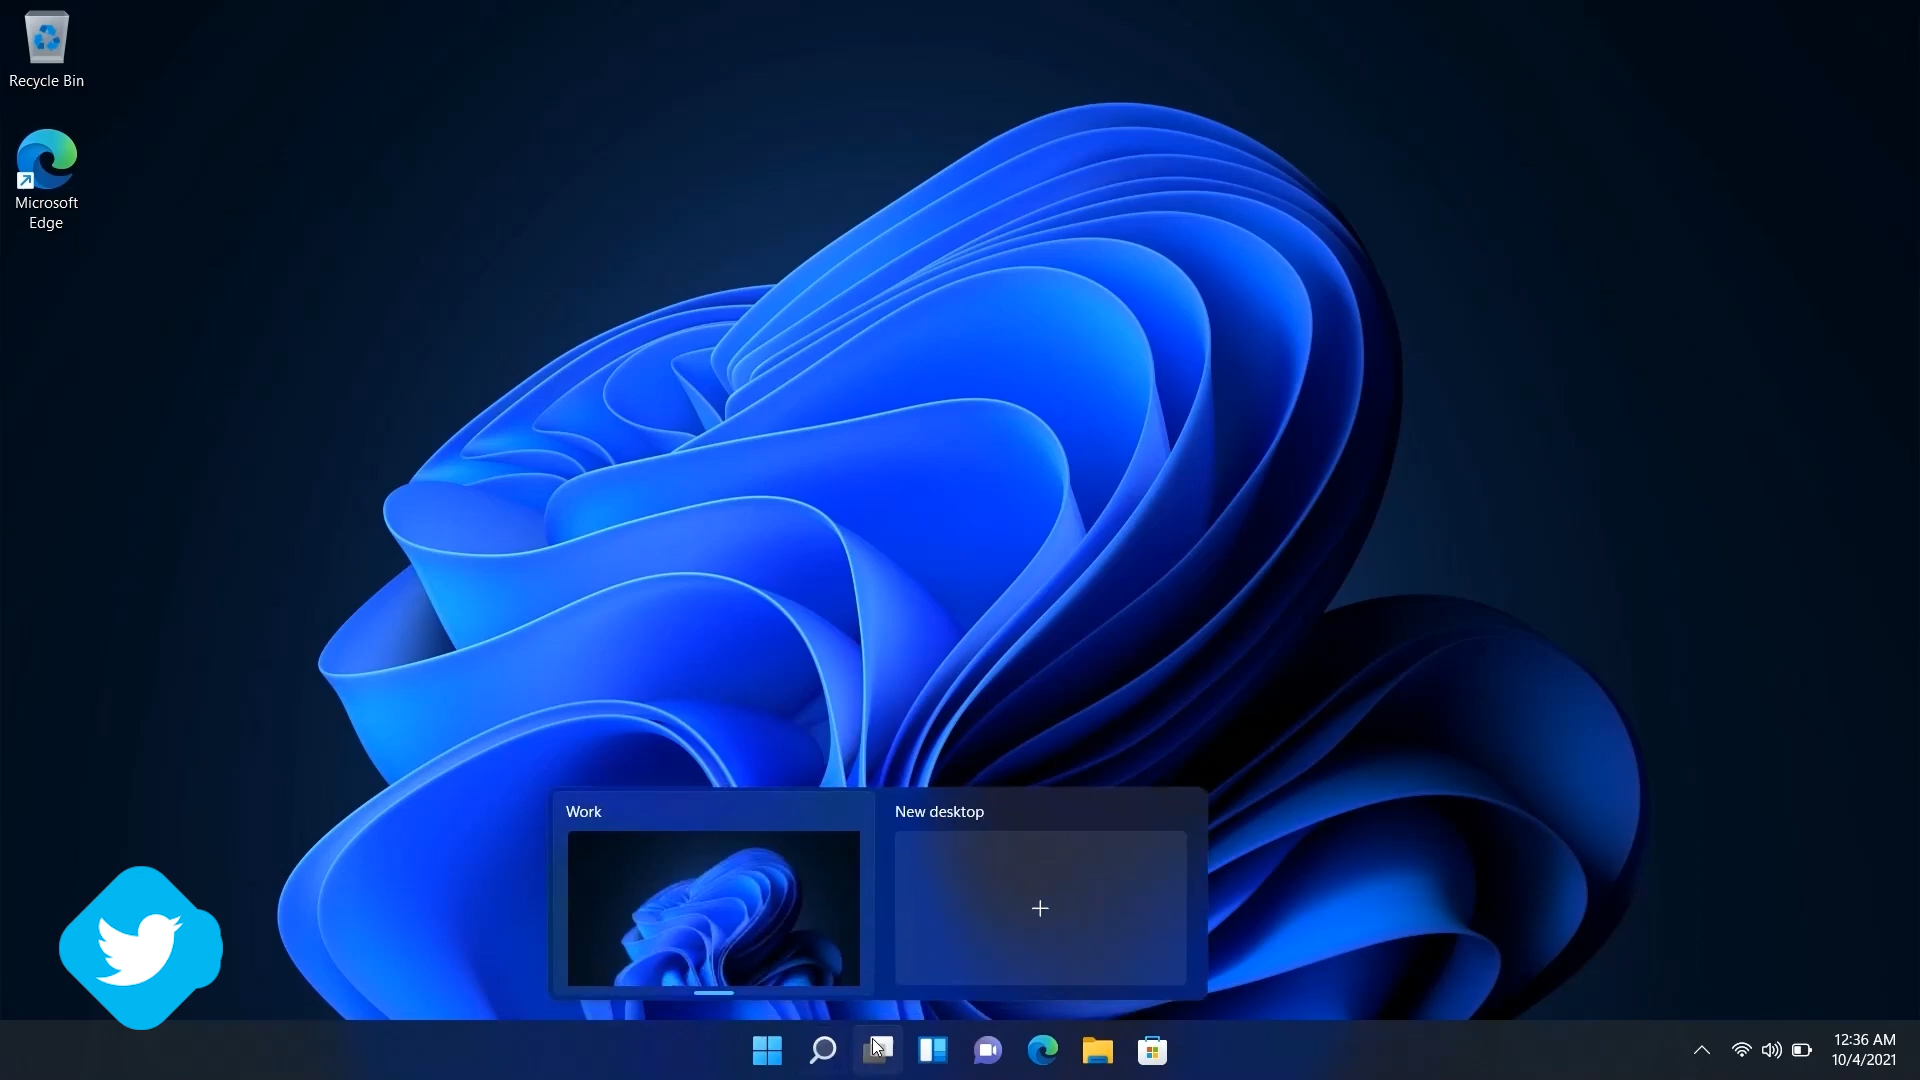 Recycle Bin
Microsoft
Edge
Work
New desktop
12:36 AM
10/4/2021